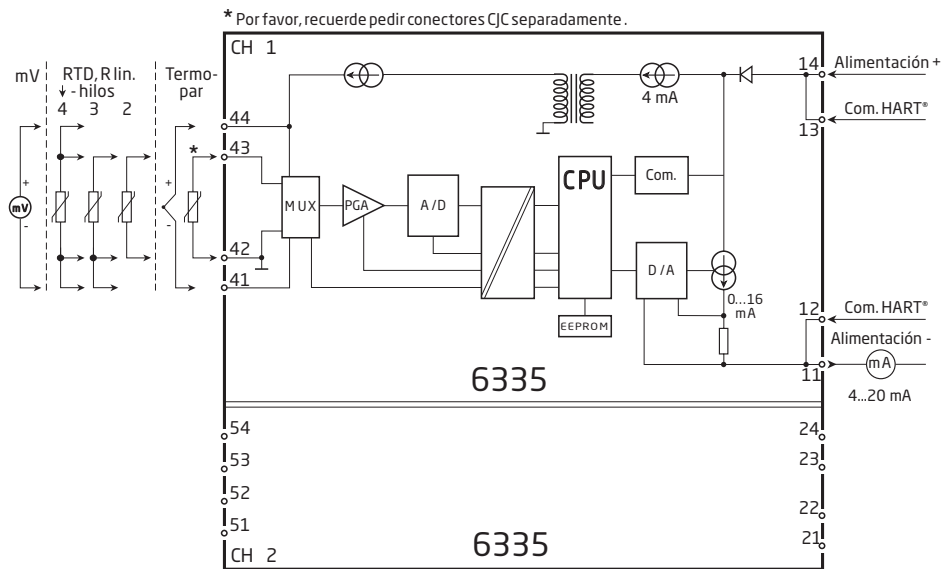 * Por favor, recuerde pedir conectores CJC separadamente.
CH 1
mV
RTD, R lin.
- hilos
4 3 2
Termo-
par
*
44
43
42
41
+
mV
-
+
-
4 mA
14
Alimentación +
13
Com. HART®
MUX
PGA
A/D
CPU
Com.
D/A
EEPROM
0...16
mA
12
Com. HART®
Alimentación -
11
mA
4...20 mA
6335
54
53
52
51
24
23
22
21
CH 2
6335